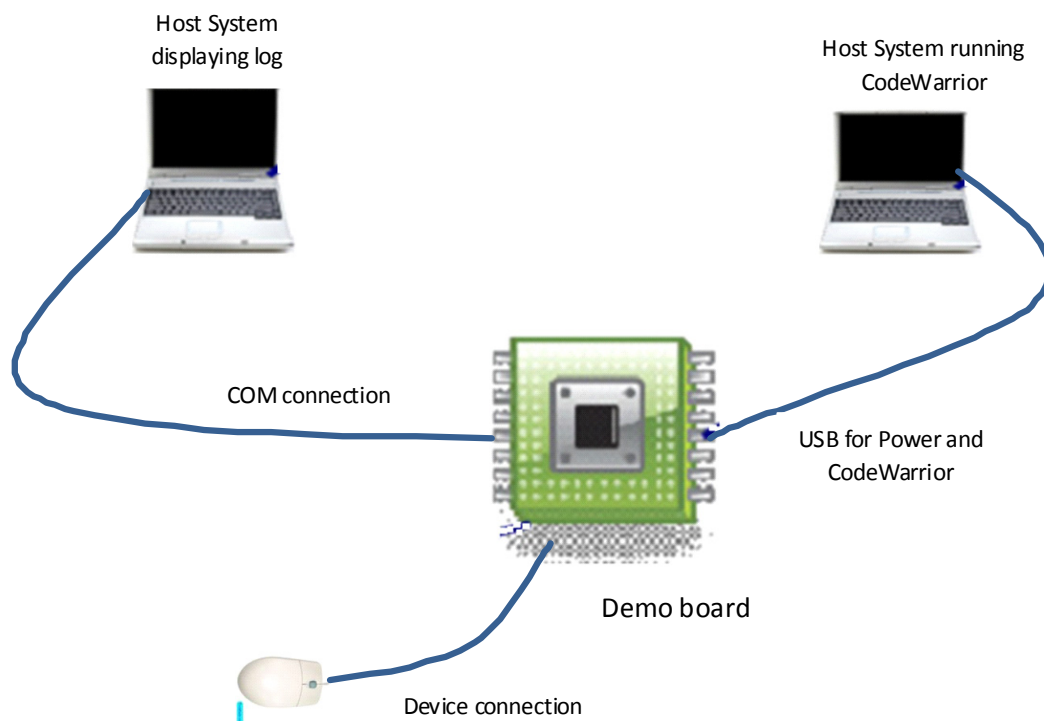 Host System
displaying log
Host System running
CodeWarrior
COM connection
USB for Power and
CodeWarrior
Demo board
Device connection